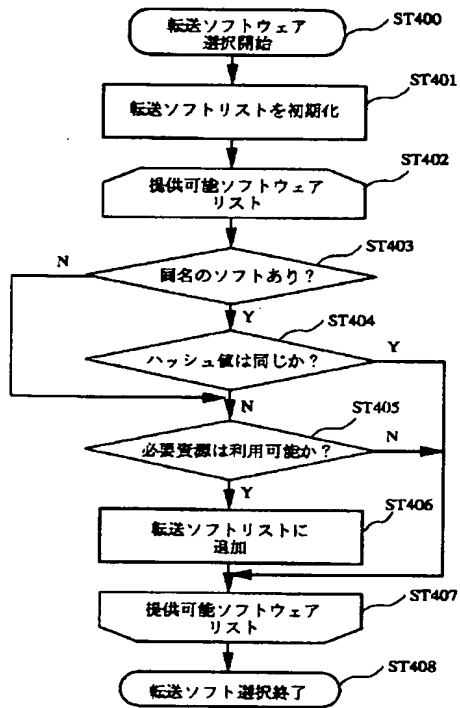 転送ソフトウェア
選択開始
ST400
ST401
転送ソフトリストを初期化
ST402
提供可能ソフトウェア
リスト
ST403
N
同名のソフトあり?
Y
ST404
ハッシュ値は同じか?
Y
N
ST405
必要資源は利用可能か?
N
Y
ST406
転送ソフトリストに
追加
ST407
提供可能ソフトウェア
リスト
ST408
転送ソフト選択終了